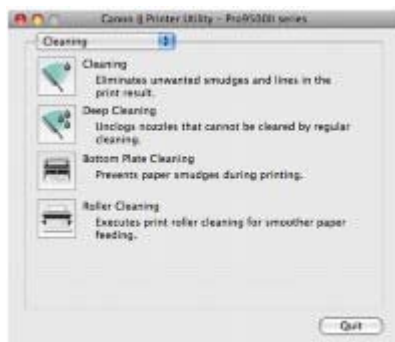 Canon IJ Printer Utility - Pro9500II series
Cleaning
Cleaning
Eliminates unwanted smudges and lines in the
print result.
Deep Cleaning
Unclogs nozzles that cannot be cleared by regular
cleaning.
Bottom Plate Cleaning
Prevents paper smudges during printing.
Roller Cleaning
Executes print roller cleaning for smoother paper
feeding.
Quit